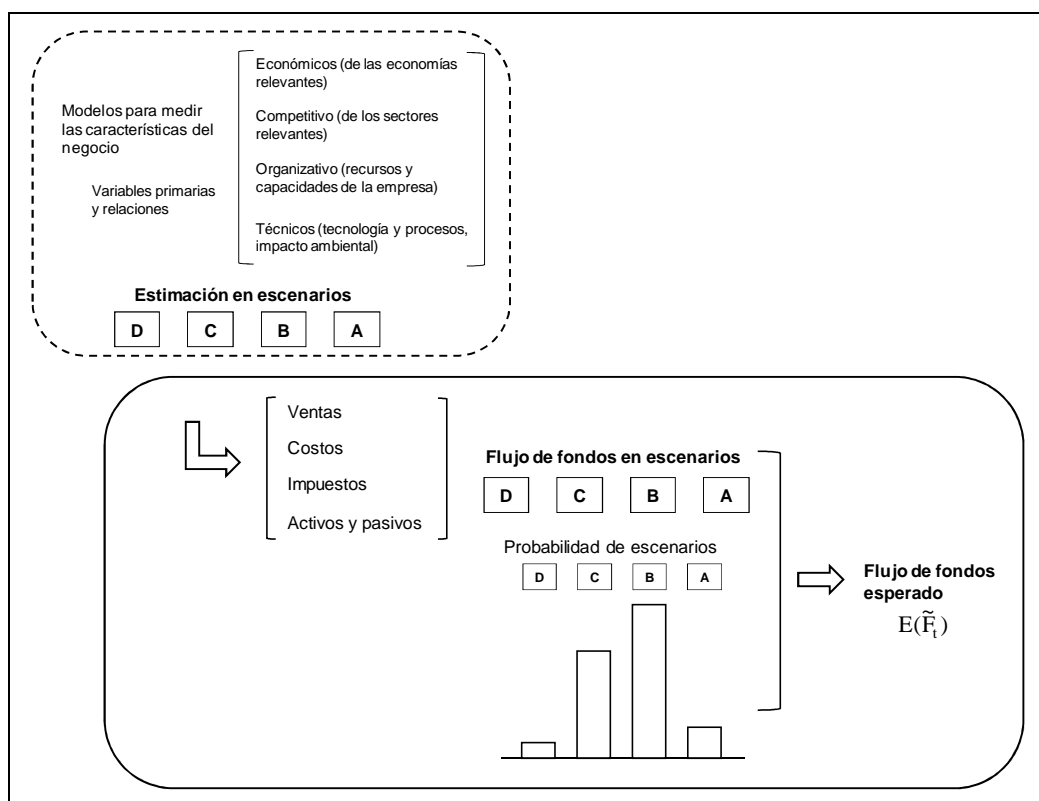 Modelos para medir
las características del
negocio
Variables primarias
y relaciones
Económicos (de las economías
relevantes)
Competitivo (de los sectores
relevantes)
Organizativo (recursos y
capacidades de la empresa)
Técnicos (tecnología y procesos,
impacto ambiental)
Estimación en escenarios
D C B A
Ventas
Costos
Impuestos
Activos y pasivos
Flujo de fondos en escenarios
D C B A
Probabilidad de escenarios
D C B A
Flujo de fondos
esperado
E(F̃ₜ)